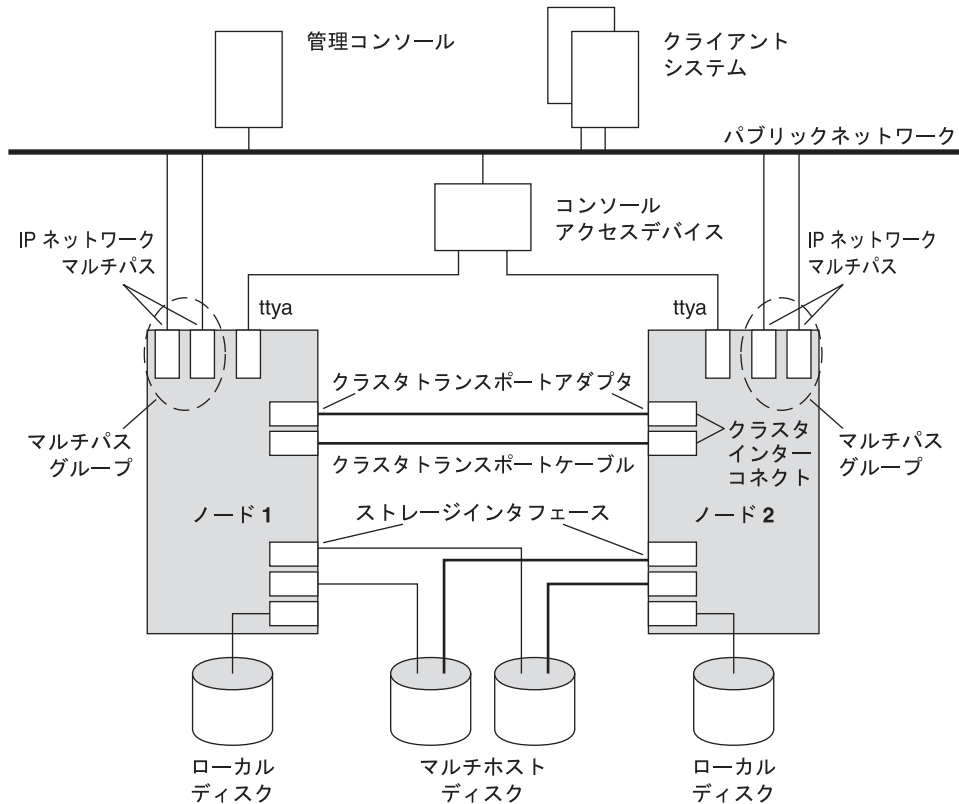 管理コンソール
クライアント
システム
パブリックネットワーク
コンソール
アクセスデバイス
IP ネットワーク
マルチパス
IP ネットワーク
マルチパス
ttya
ttya
クラスタトランスポートアダプタ
マルチパス
グループ
クラスタ
インター
コネクト
マルチパス
グループ
クラスタトランスポートケーブル
ノード 1
ストレージインタフェース
ノード 2
ローカル
ディスク
マルチホスト
ディスク
ローカル
ディスク